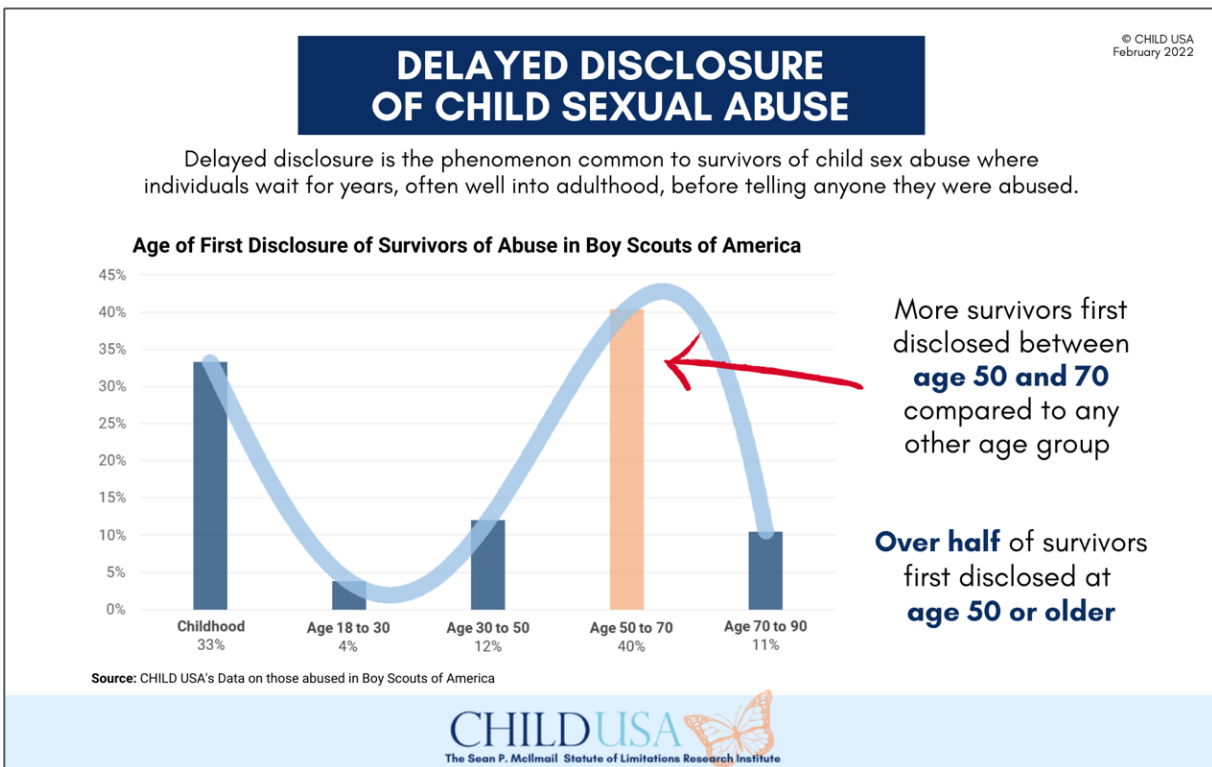 © CHILD USA
February 2022
DELAYED DISCLOSURE
OF CHILD SEXUAL ABUSE
Delayed disclosure is the phenomenon common to survivors of child sex abuse where
individuals wait for years, often well into adulthood, before telling anyone they were abused.
Age of First Disclosure of Survivors of Abuse in Boy Scouts of America
45%
40%
35%
30%
25%
20%
15%
10%
5%
0%
Childhood
33%
Age 18 to 30
4%
Age 30 to 50
12%
Age 50 to 70
40%
Age 70 to 90
11%
More survivors first
disclosed between
age 50 and 70
compared to any
other age group
Over half of survivors
first disclosed at
age 50 or older
Source: CHILD USA's Data on those abused in Boy Scouts of America
CHILD USA
The Sean P. McIlmail Statute of Limitations Research Institute